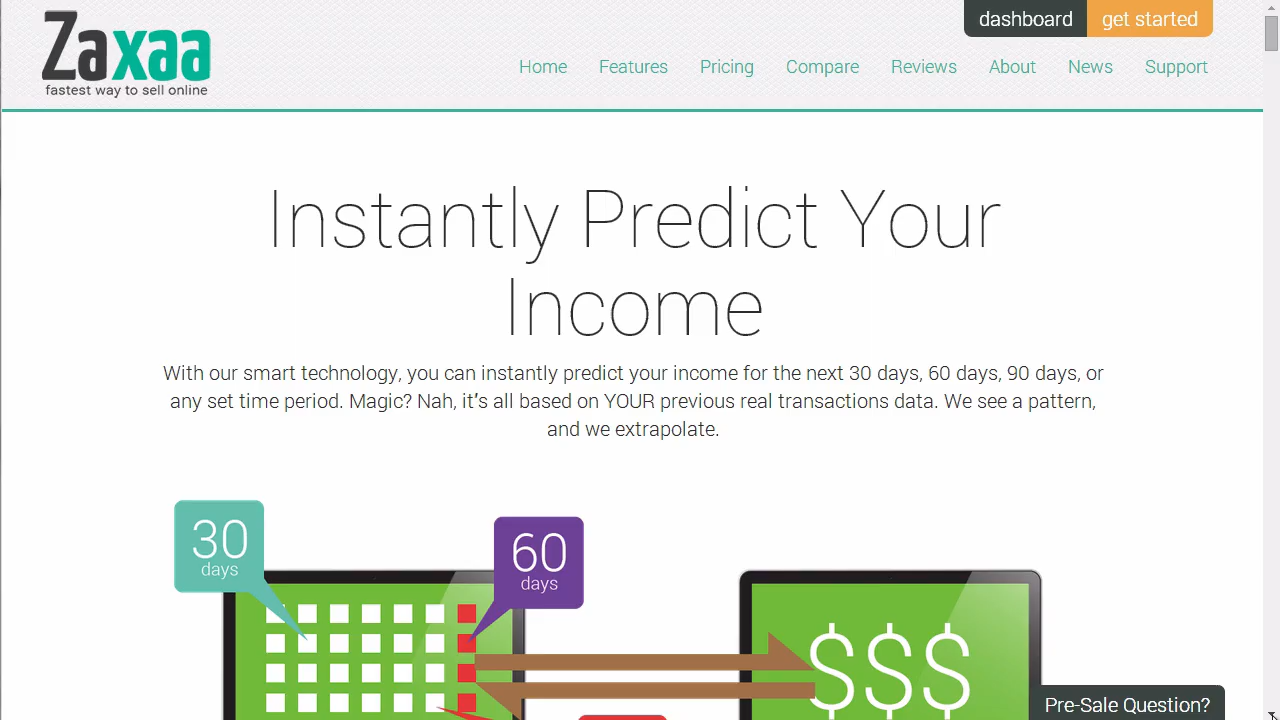 Zaxaa
fastest way to sell online
dashboard
get started
Home
Features
Pricing
Compare
Reviews
About
News
Support
Instantly Predict Your
Income
With our smart technology, you can instantly predict your income for the next 30 days, 60 days, 90 days, or
any set time period. Magic? Nah, it's all based on YOUR previous real transactions data. We see a pattern,
and we extrapolate.
30
days
60
days
$$$
Pre-Sale Question?